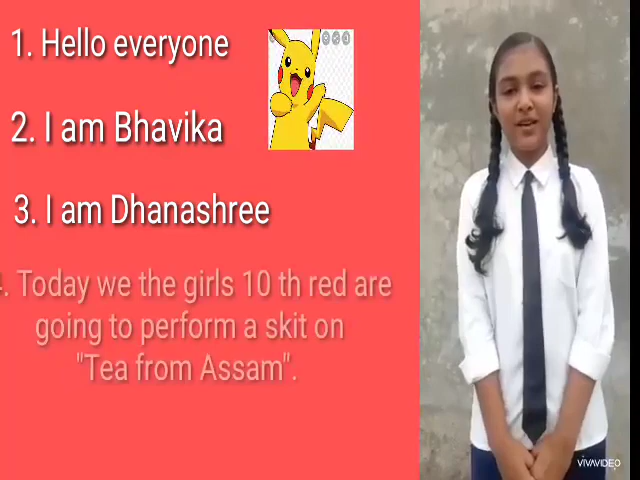 1. Hello everyone
2. I am Bhavika
3. I am Dhanashree
4. Today we the girls 10 th red are
going to perform a skit on
"Tea from Assam".
VIVAVIDEO